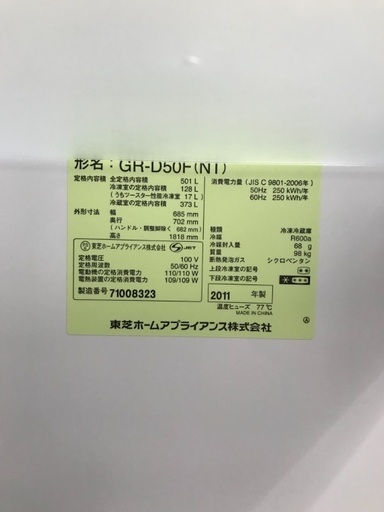 形名：GR-D50F(NT)
定格内容積 全定格内容積 501 L
冷凍室の定格内容積 128 L
(うちツースター性能冷凍室 17 L)
冷蔵室の定格内容積 373 L
外形寸法 幅 685 mm
奥行 702 mm
(ハンドル・調整脚除く 682 mm)
高さ 1818 mm
東芝ホームアプライアンス株式会社 JET
定格電圧 100 V
定格周波数 50/60 Hz
電動機の定格消費電力 110/110 W
電熱装置の定格消費電力 109/109 W
製造番号 71008323
消費電力量 (JIS C 9801-2006年)
50Hz 250 kWh/年
60Hz 250 kWh/年
種類 冷凍冷蔵庫
冷媒 R600a
冷媒封入量 68 g
質量 98 kg
断熱発泡ガス シクロペンタン
上段冷凍室の記号
下段冷凍室の記号
2011 年製
温度ヒューズ 77℃
MADE IN CHINA
東芝ホームアプライアンス株式会社